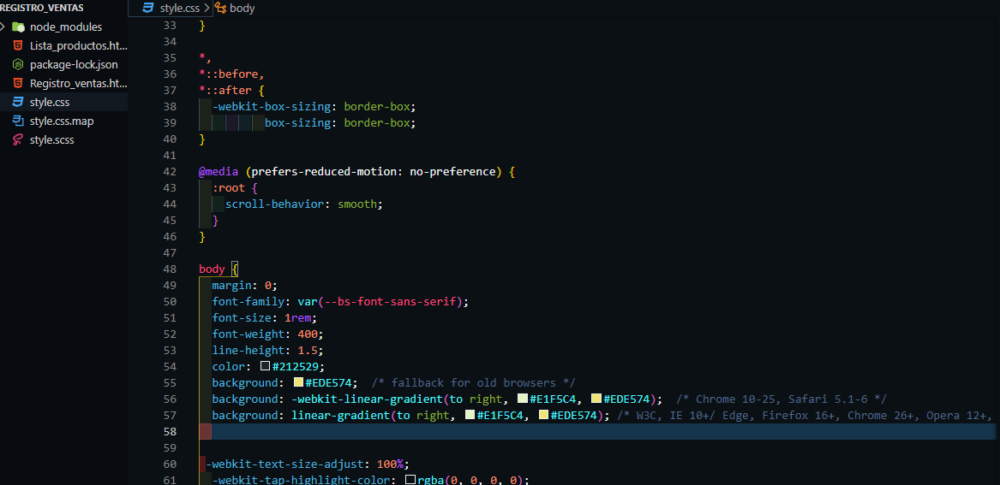 REGISTRO_VENTAS
node_modules
Lista_productos.ht...
package-lock.json
Registro_ventas.ht...
style.css
style.css.map
style.scss
style.css > body
33 }
34
35 *,
36 *::before,
37 *::after {
38 -webkit-box-sizing: border-box;
39 box-sizing: border-box;
40 }
41
42 @media (prefers-reduced-motion: no-preference) {
43 :root {
44 scroll-behavior: smooth;
45 }
46 }
47
48 body {
49 margin: 0;
50 font-family: var(--bs-font-sans-serif);
51 font-size: 1rem;
52 font-weight: 400;
53 line-height: 1.5;
54 color: #212529;
55 background: #EDE574; /* fallback for old browsers */
56 background: -webkit-linear-gradient(to right, #E1F5C4, #EDE574); /* Chrome 10-25, Safari 5.1-6 */
57 background: linear-gradient(to right, #E1F5C4, #EDE574); /* W3C, IE 10+/ Edge, Firefox 16+, Chrome 26+, Opera 12+,
58
59
60 -webkit-text-size-adjust: 100%;
61 -webkit-tap-highlight-color: rgba(0, 0, 0, 0);